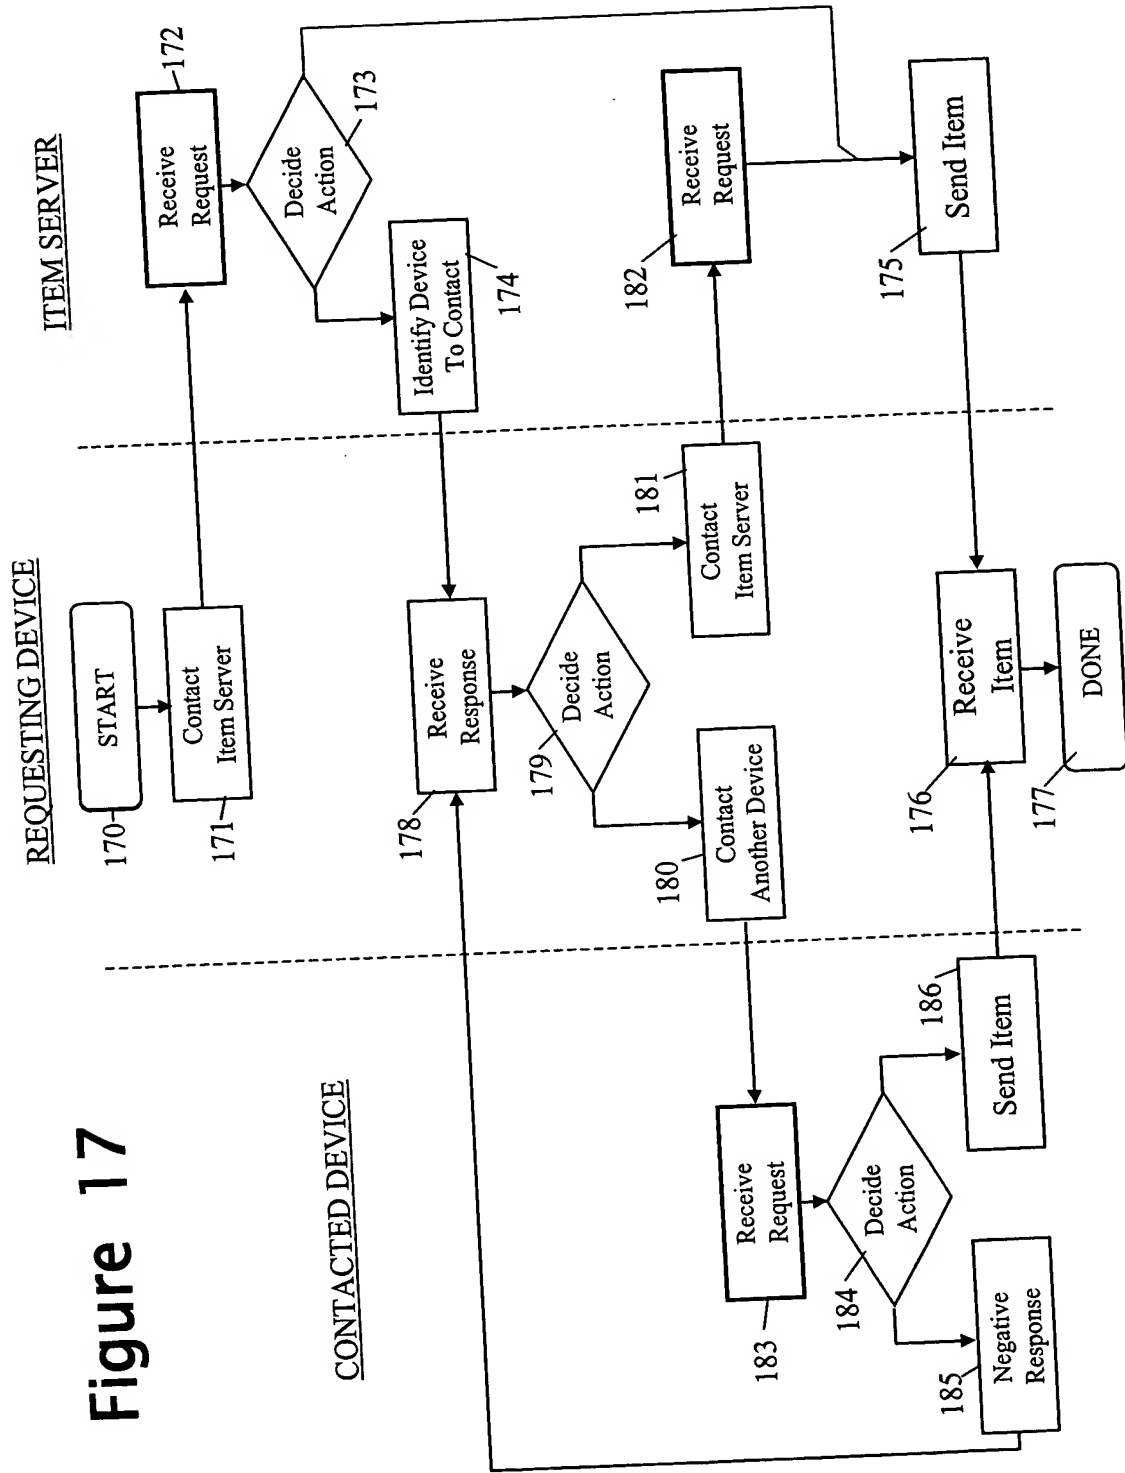 Figure 17
CONTACTED DEVICE
REQUESTING DEVICE
ITEM SERVER
START
170
Contact
Item Server
171
Receive
Request
172
Decide
Action
173
Identify Device
To Contact
174
Receive
Response
178
Decide
Action
179
Contact
Another Device
180
Contact
Item Server
181
Receive
Request
182
Receive
Request
183
Decide
Action
184
Negative
Response
185
Send Item
186
Send Item
175
Receive
Item
176
DONE
177